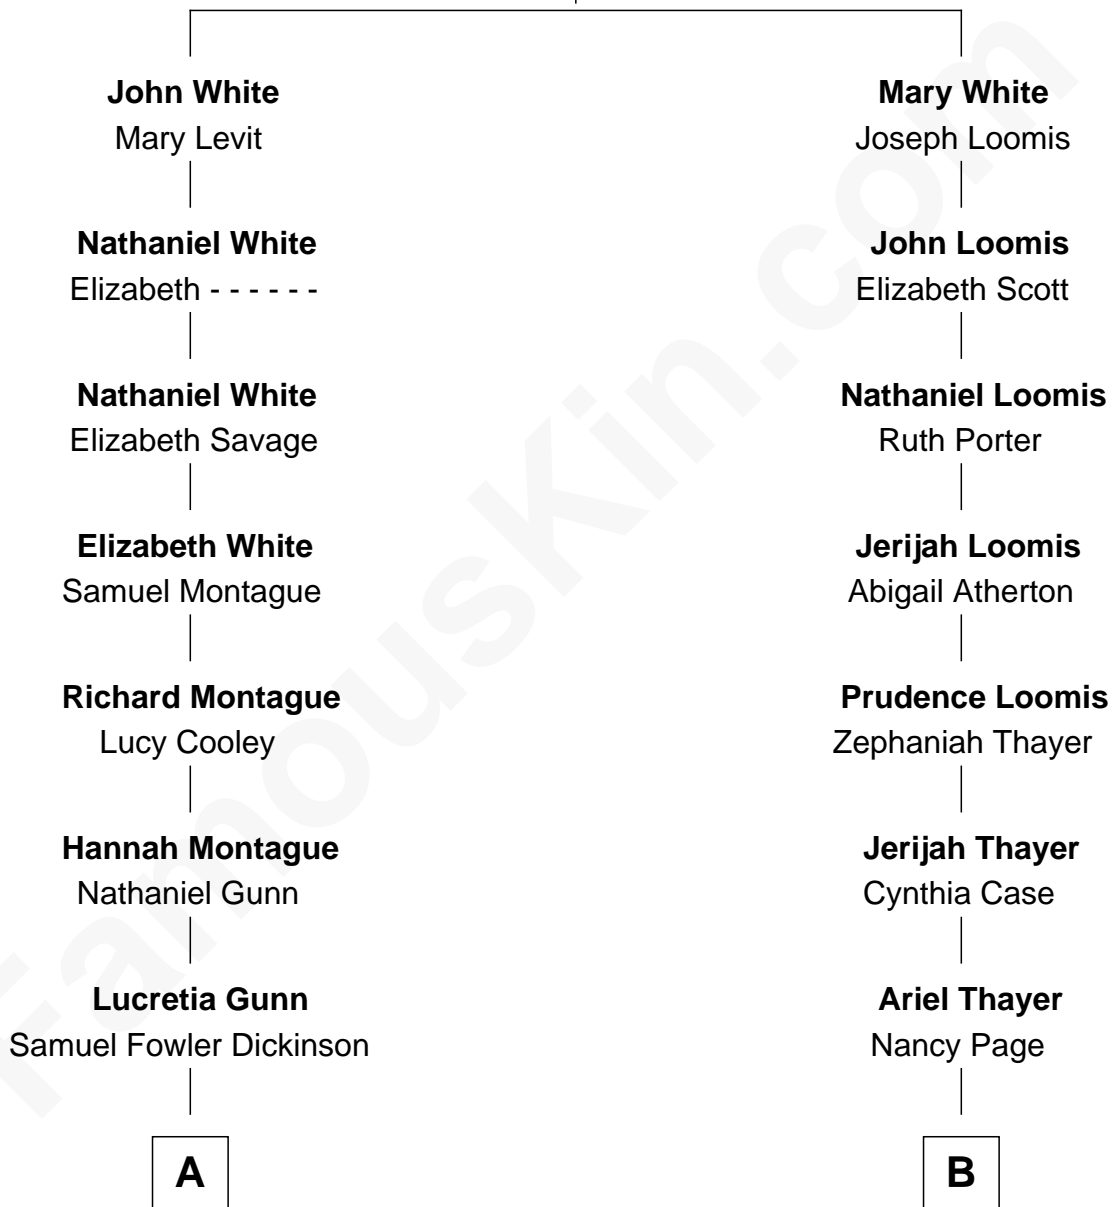 John White
Mary Levit
Nathaniel White
Elizabeth - - - - - -
Nathaniel White
Elizabeth Savage
Elizabeth White
Samuel Montague
Richard Montague
Lucy Cooley
Hannah Montague
Nathaniel Gunn
Lucretia Gunn
Samuel Fowler Dickinson
A
Mary White
Joseph Loomis
John Loomis
Elizabeth Scott
Nathaniel Loomis
Ruth Porter
Jerijah Loomis
Abigail Atherton
Prudence Loomis
Zephaniah Thayer
Jerijah Thayer
Cynthia Case
Ariel Thayer
Nancy Page
B
FamousKin.com